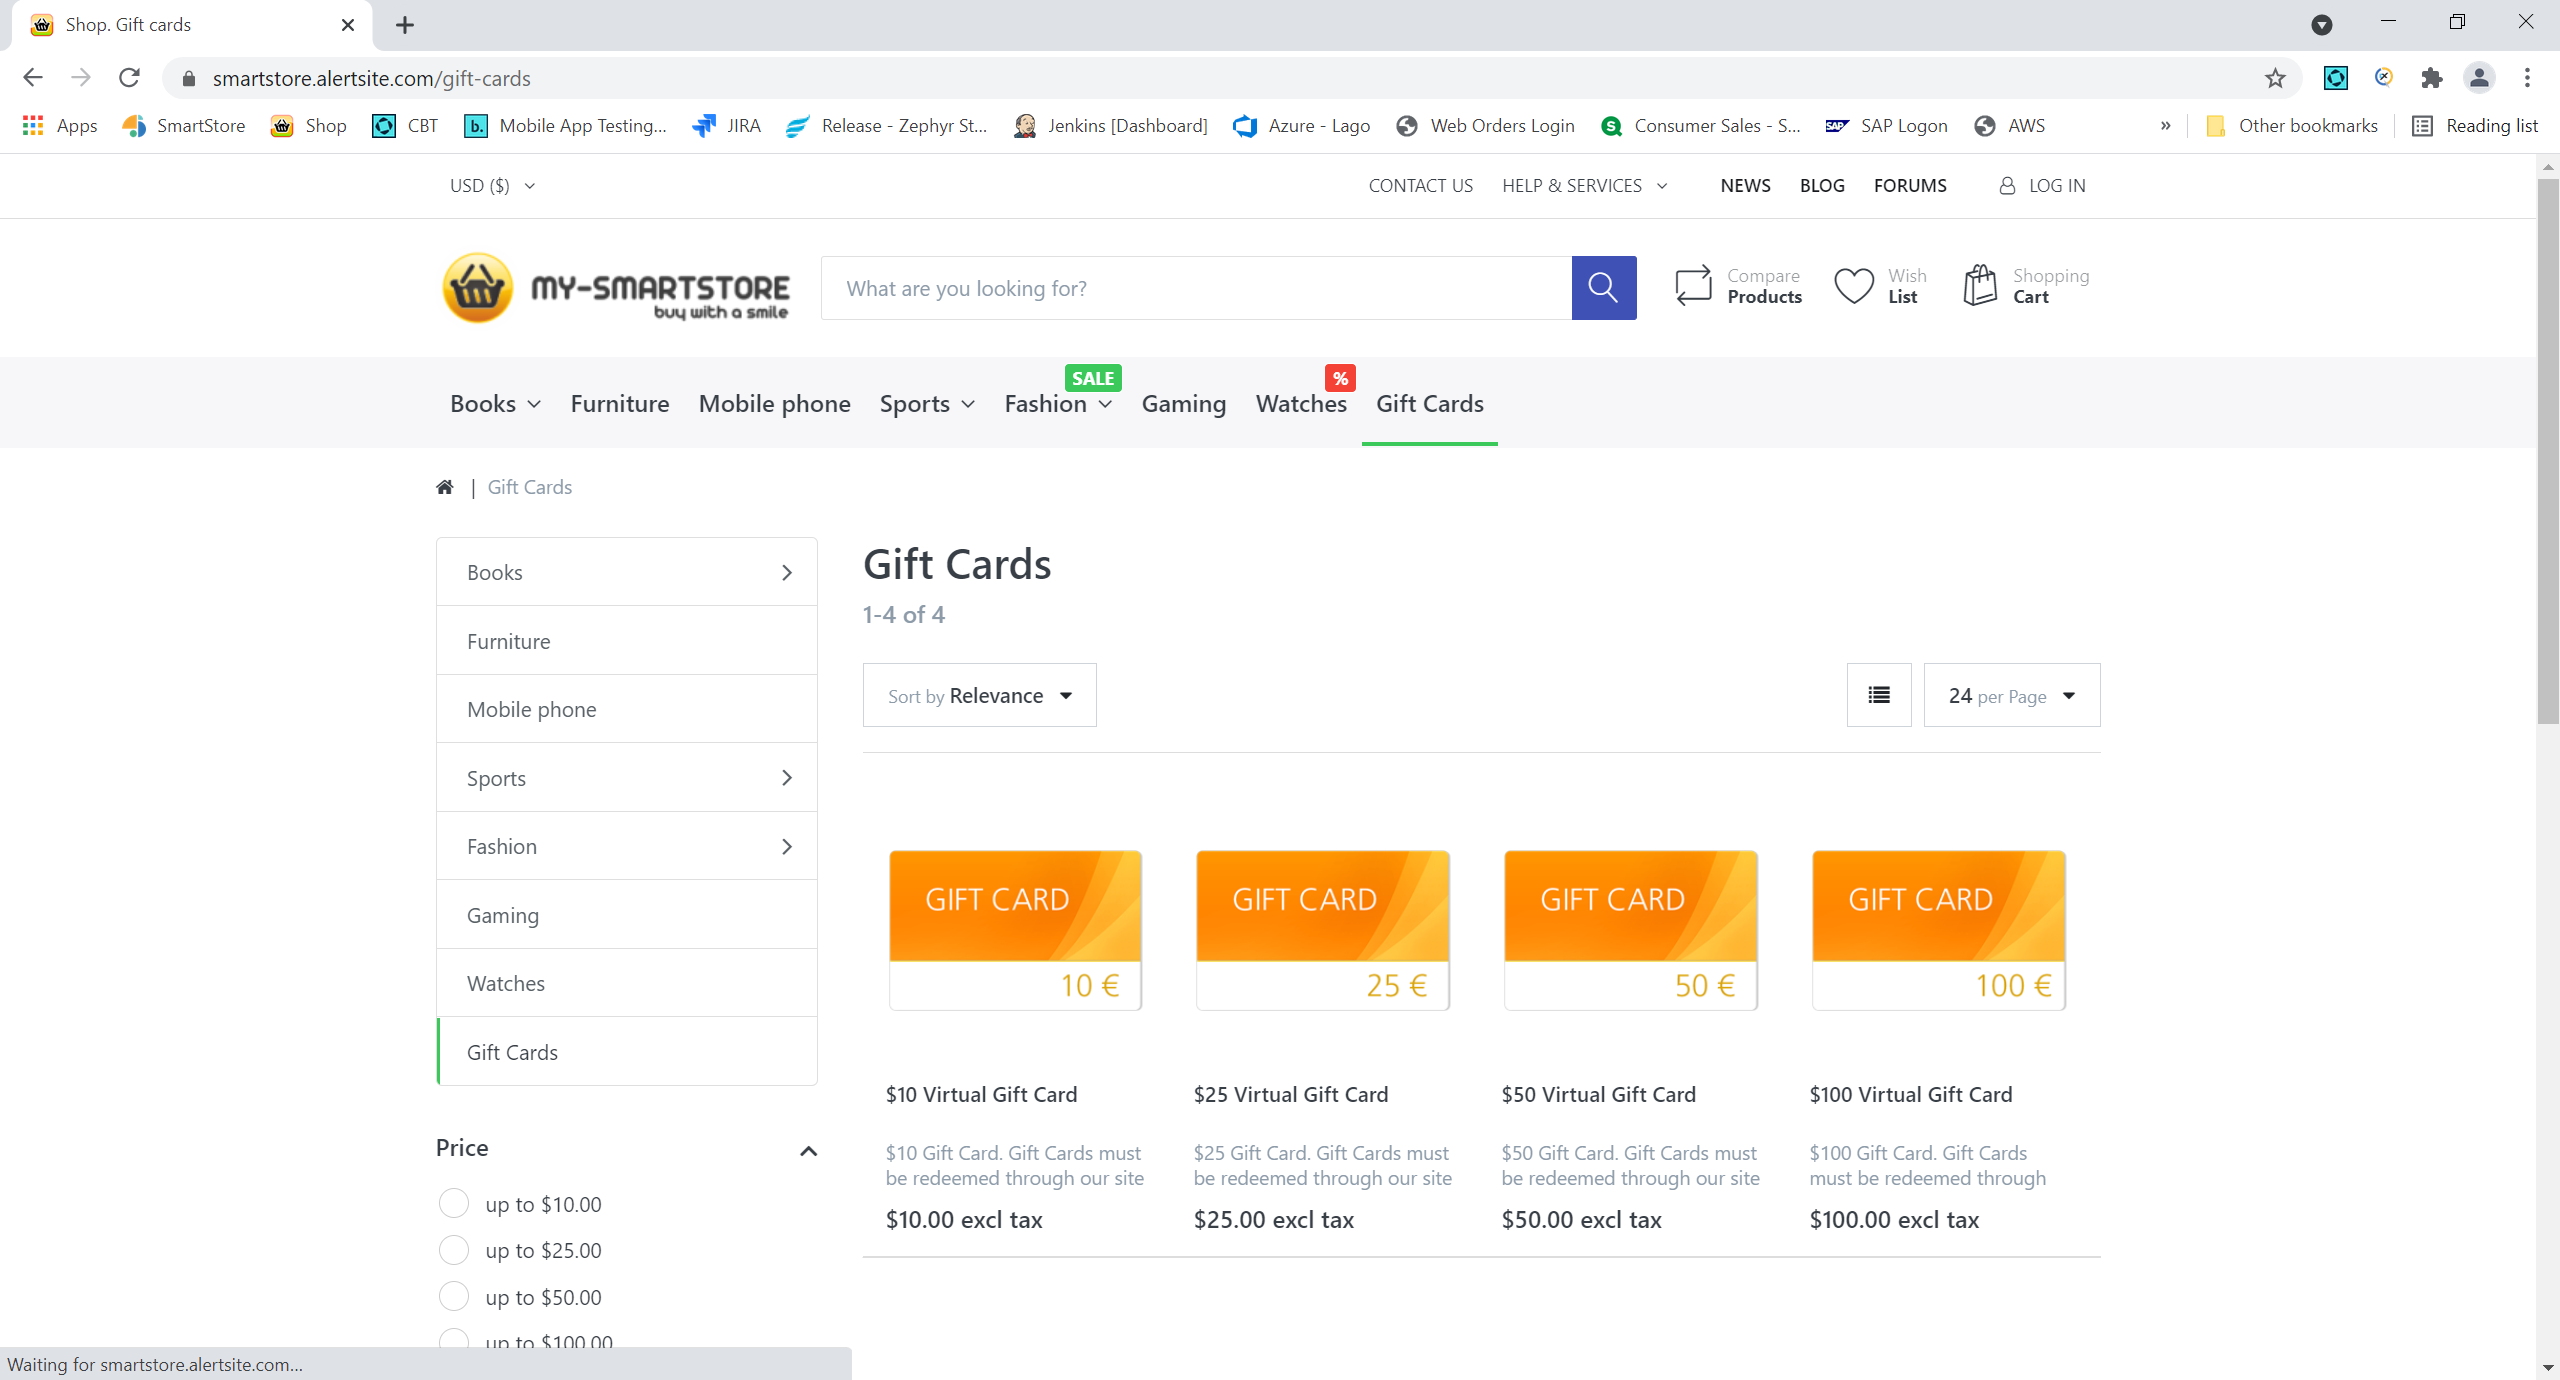 Shop. Gift cards
smartstore.alertsite.com/gift-cards
Apps SmartStore Shop CBT b. Mobile App Testing... JIRA Release - Zephyr St... Jenkins [Dashboard] Azure - Lago Web Orders Login S Consumer Sales - S... SAP SAP Logon AWS » Other bookmarks Reading list
USD ($) CONTACT US HELP & SERVICES NEWS BLOG FORUMS LOG IN
MY-SMARTSTORE
buy with a smile
What are you looking for?
Compare Products
Wish List
Shopping Cart
SALE %
Books Furniture Mobile phone Sports Fashion Gaming Watches Gift Cards
| Gift Cards
Books
Furniture
Mobile phone
Sports
Fashion
Gaming
Watches
Gift Cards
Price
up to $10.00
up to $25.00
up to $50.00
up to $100.00
Gift Cards
1-4 of 4
Sort by Relevance
24 per Page
GIFT CARD
10 €
$10 Virtual Gift Card
$10 Gift Card. Gift Cards must
be redeemed through our site
$10.00 excl tax
GIFT CARD
25 €
$25 Virtual Gift Card
$25 Gift Card. Gift Cards must
be redeemed through our site
$25.00 excl tax
GIFT CARD
50 €
$50 Virtual Gift Card
$50 Gift Card. Gift Cards must
be redeemed through our site
$50.00 excl tax
GIFT CARD
100 €
$100 Virtual Gift Card
$100 Gift Card. Gift Cards
must be redeemed through
$100.00 excl tax
Waiting for smartstore.alertsite.com...